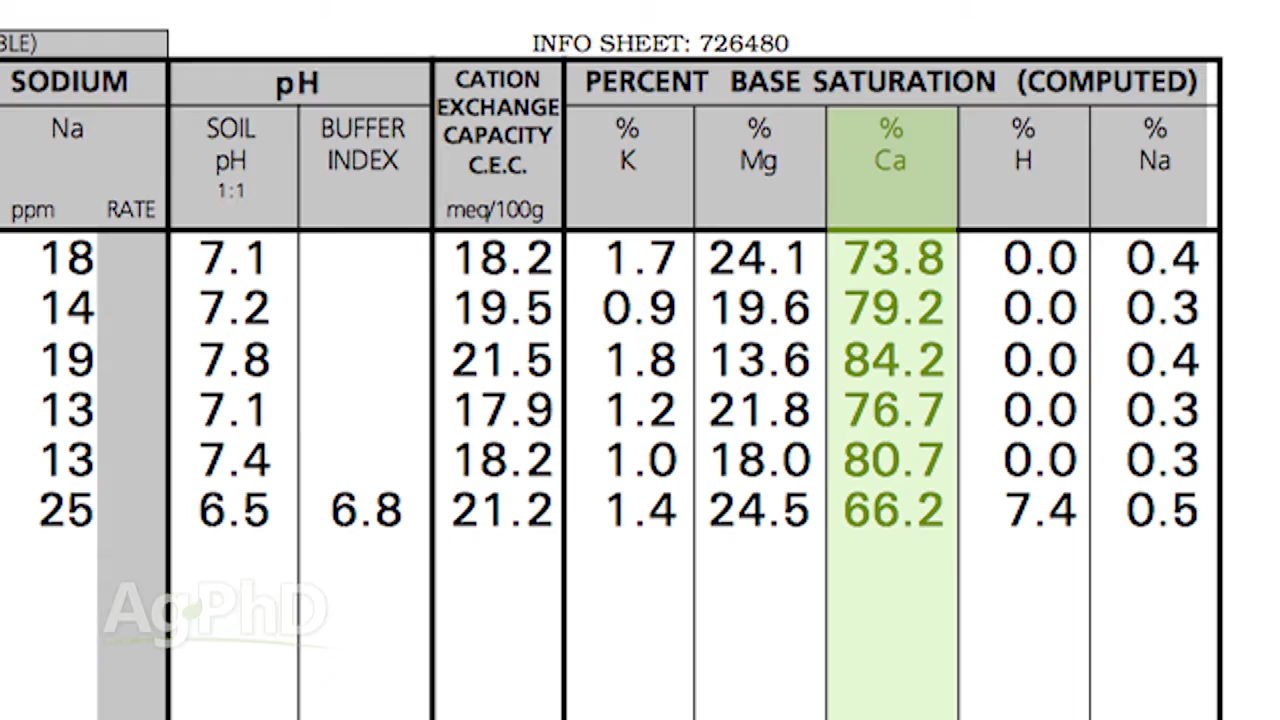 BLE)
INFO SHEET: 726480
SODIUM pH CATION EXCHANGE CAPACITY C.E.C. PERCENT BASE SATURATION (COMPUTED)
Na SOIL pH 1:1 BUFFER INDEX % K % Mg % Ca % H % Na
ppm RATE meq/100g
18 7.1 18.2 1.7 24.1 73.8 0.0 0.4
14 7.2 19.5 0.9 19.6 79.2 0.0 0.3
19 7.8 21.5 1.8 13.6 84.2 0.0 0.4
13 7.1 17.9 1.2 21.8 76.7 0.0 0.3
13 7.4 18.2 1.0 18.0 80.7 0.0 0.3
25 6.5 6.8 21.2 1.4 24.5 66.2 7.4 0.5
AgPhD